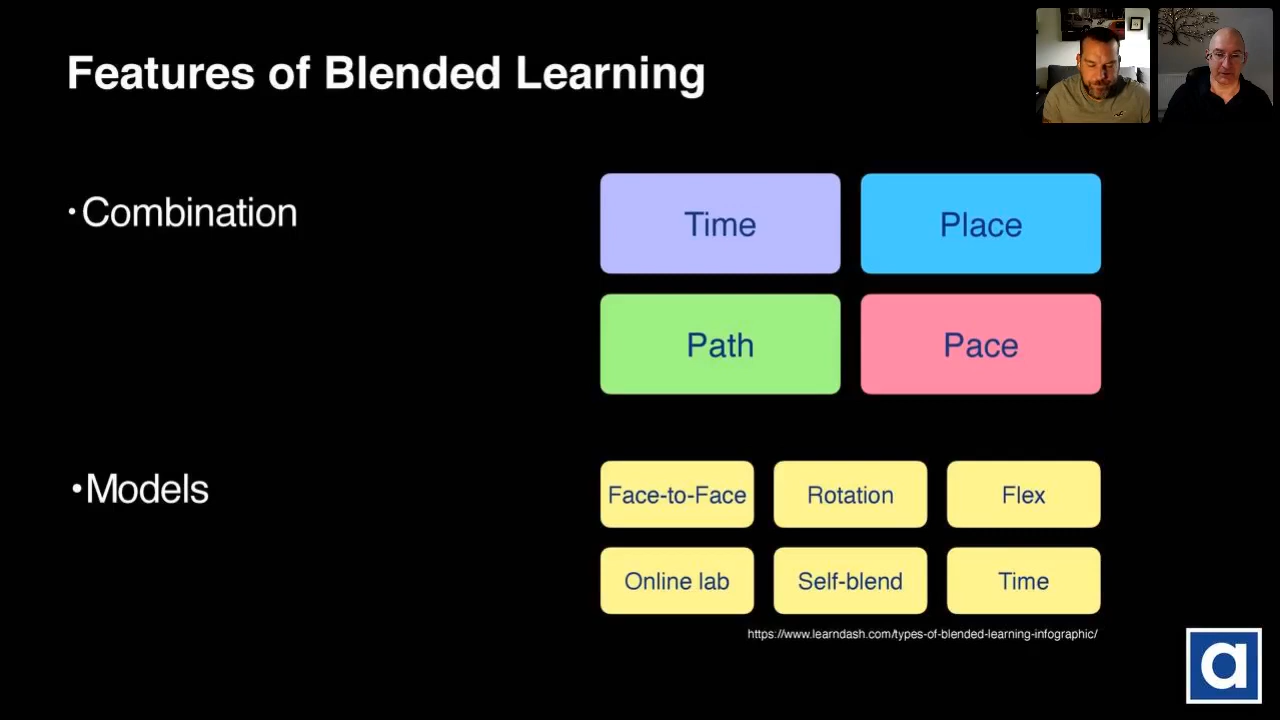 Features of Blended Learning
•Combination
Time
Place
Path
Pace
•Models
Face-to-Face
Rotation
Flex
Online lab
Self-blend
Time
https://www.learndash.com/types-of-blended-learning-infographic/
a